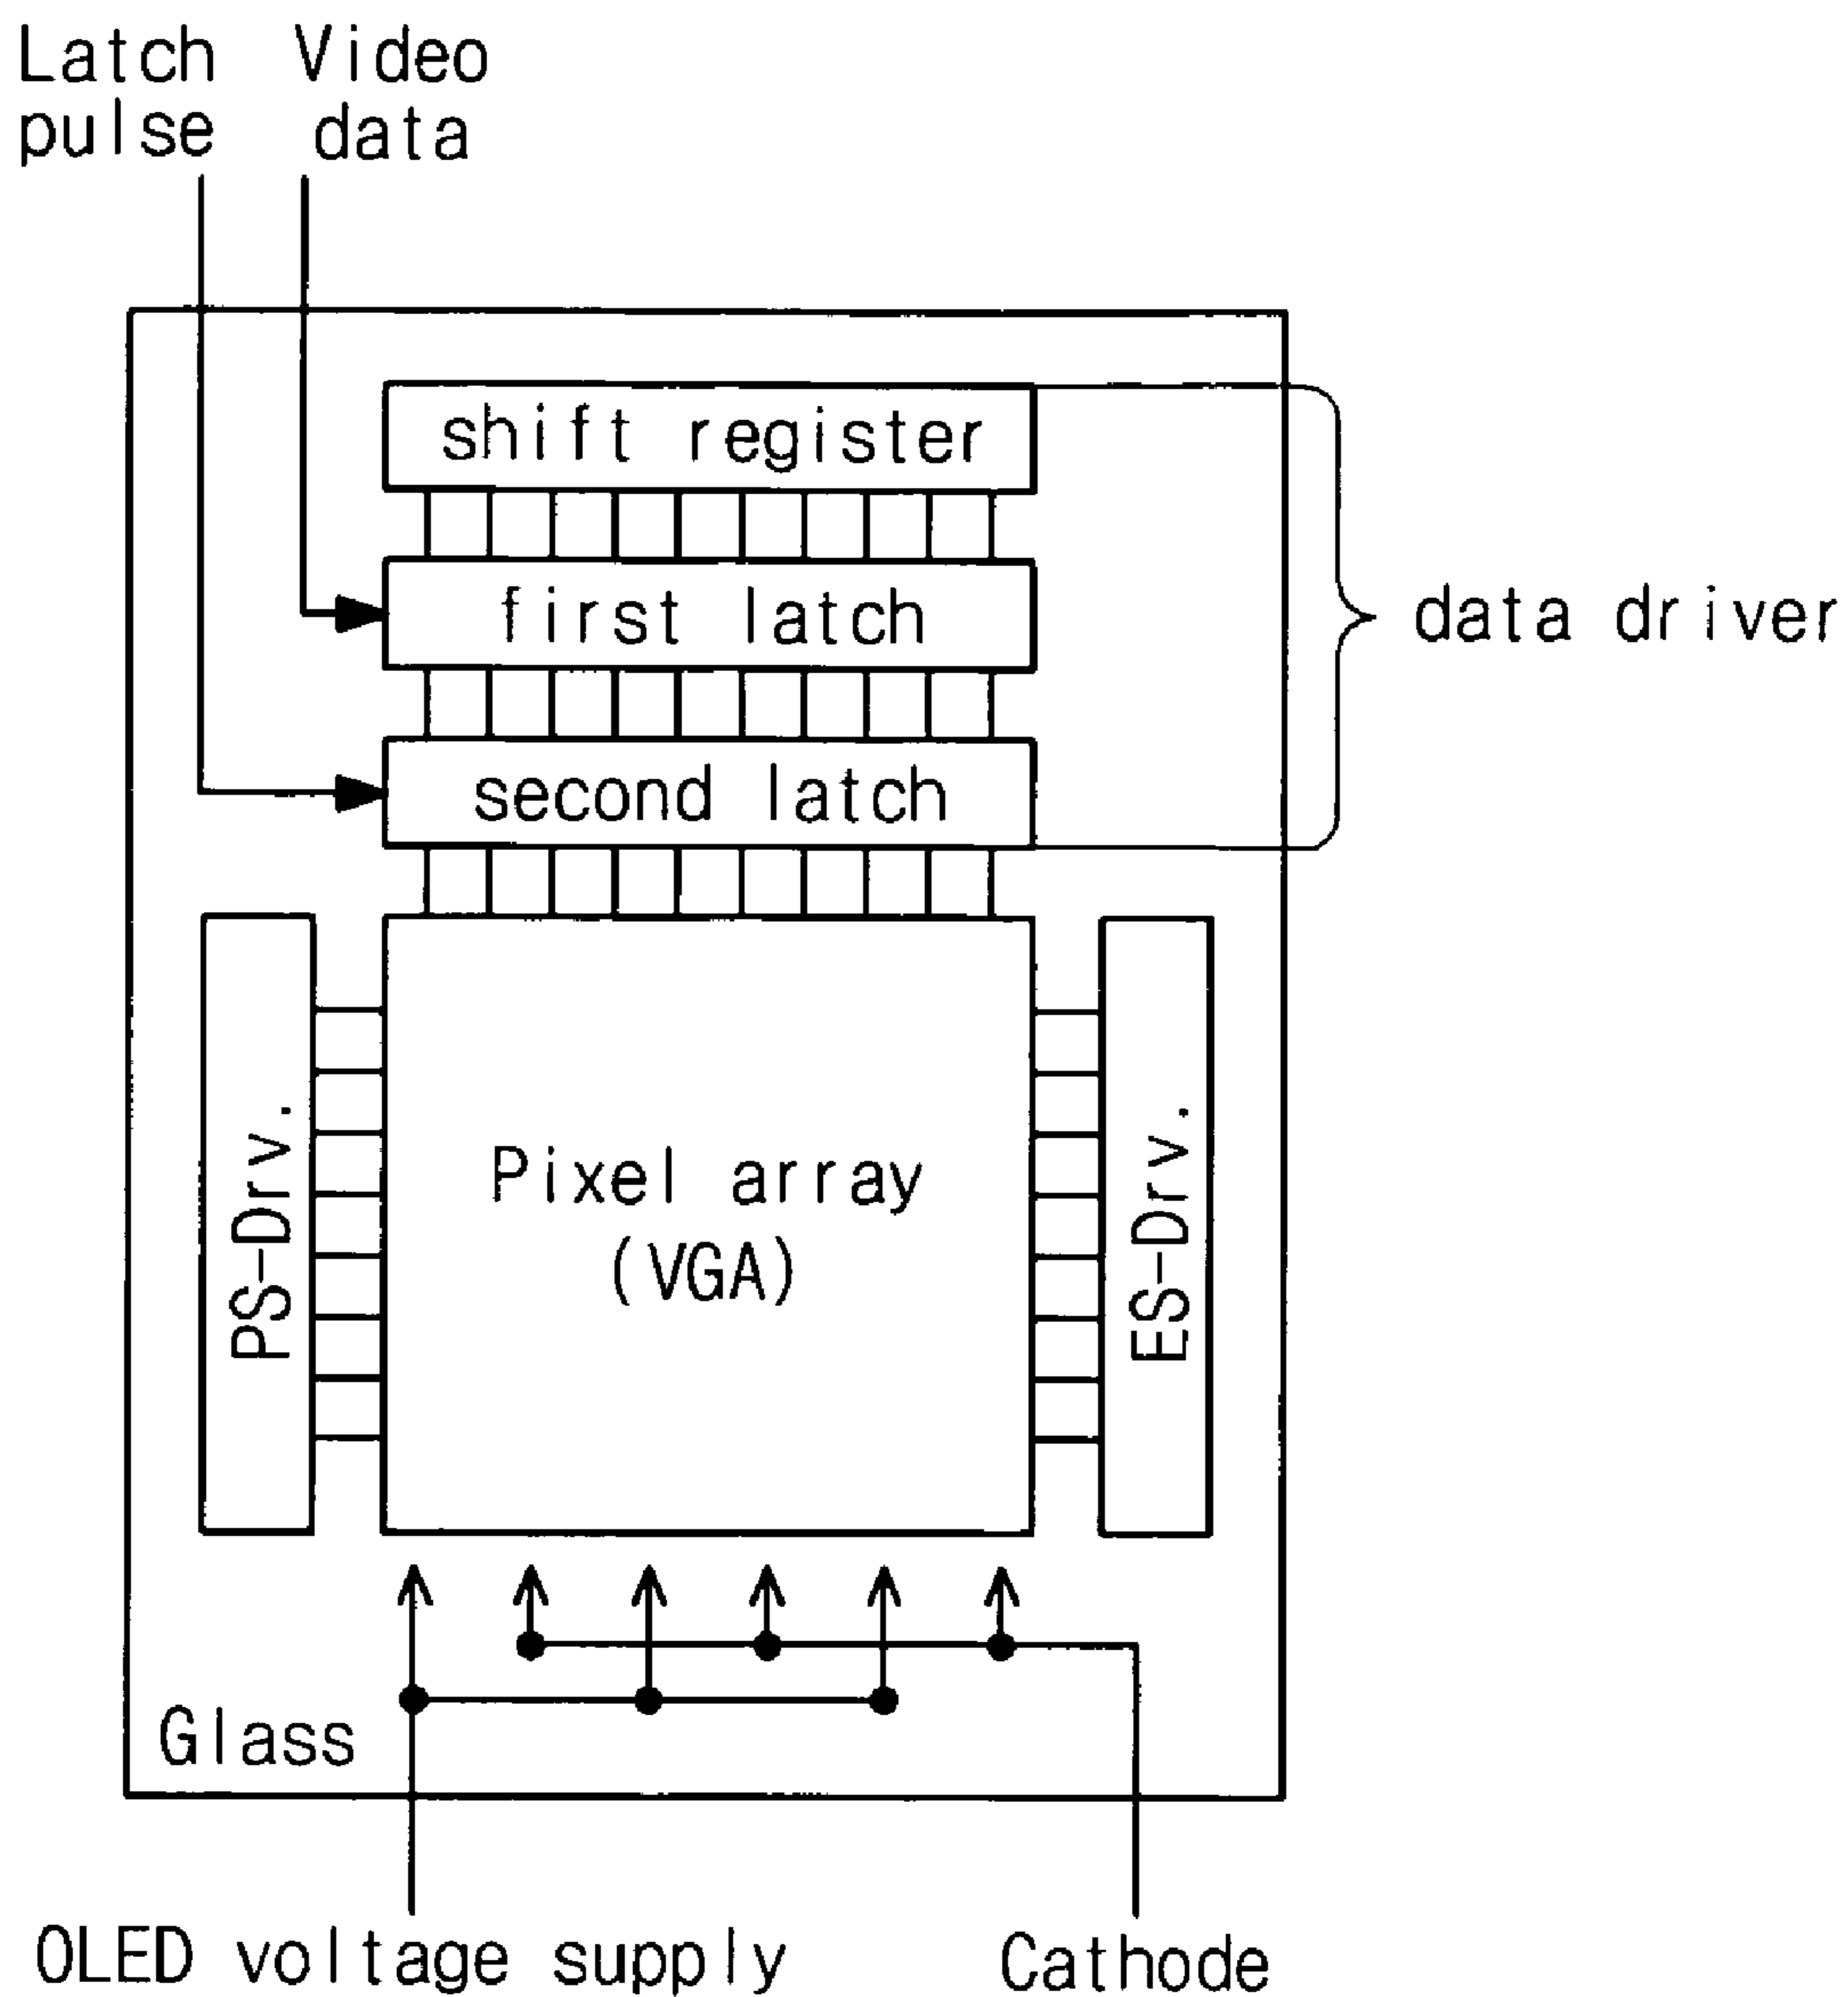 Latch Video
pulse data
shift register
first latch
data driver
second latch
PS-Drv.
Pixel array
(VGA)
ES-Drv.
Glass
OLED voltage supply
Cathode